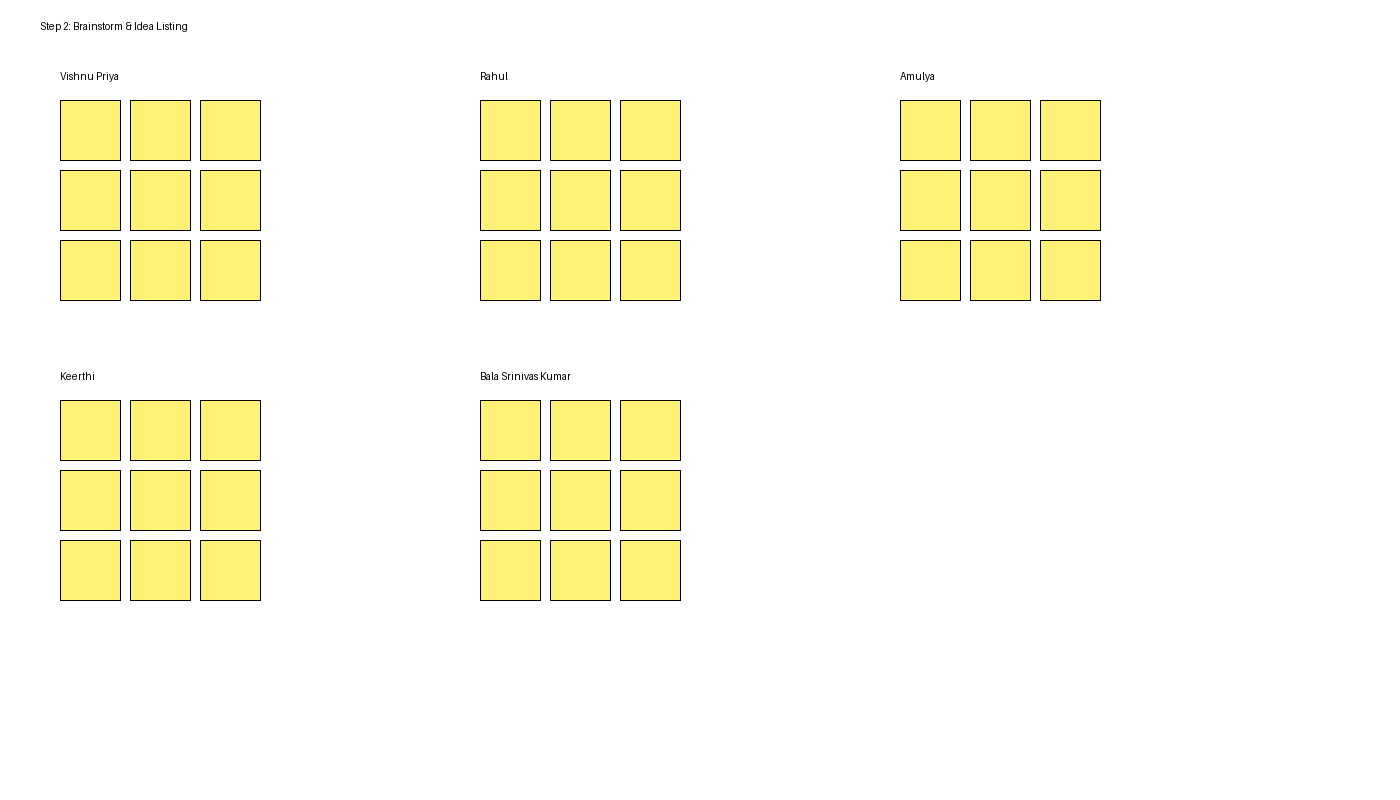 Step 2: Brainstorm & Idea Listing
Vishnu Priya
Rahul
Amulya
Keerthi
Bala Srinivas Kumar